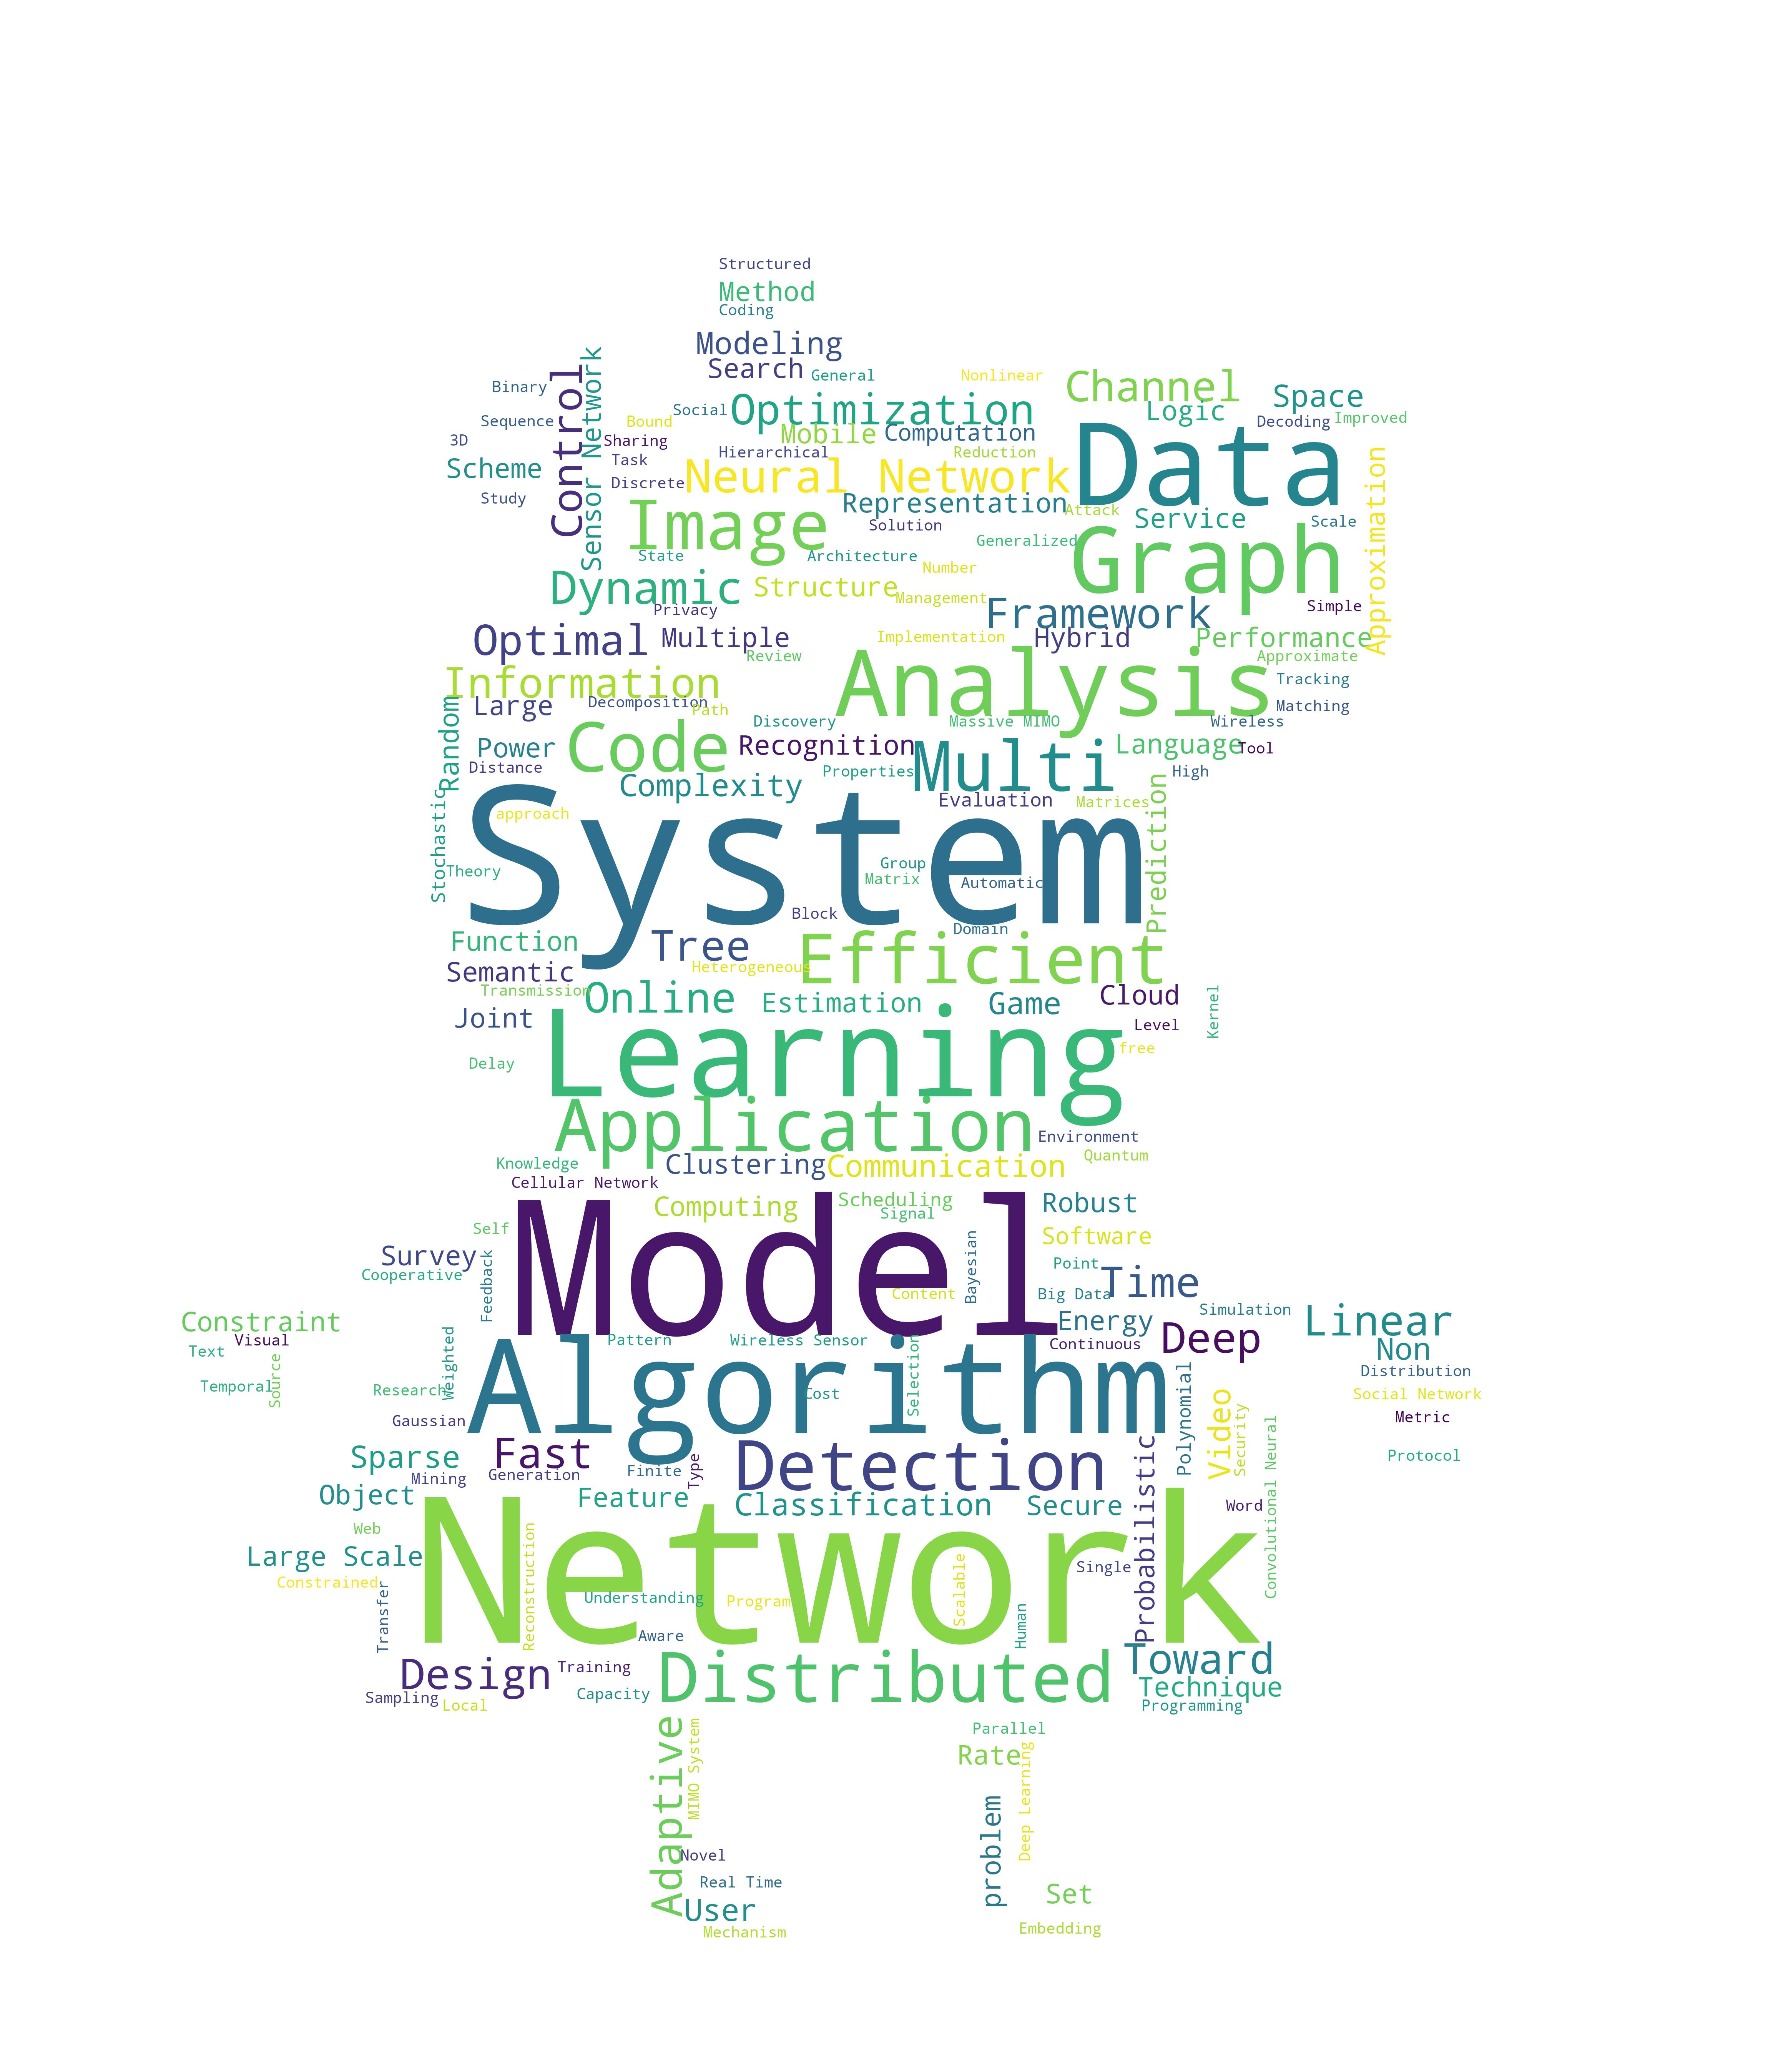 Structured
Method
Coding
Modeling
Search
General
Nonlinear
Channel
Space
Binary
Control
Sensor Network
Social
Optimization
Logic
Sequence
Bound
Decoding
Improved
3D
Sharing
Mobile
Computation
Data
Scheme
Task
Hierarchical
Reduction
Study
Discrete
Neural Network
Approximation
Image
Representation
Attack
Service
Scale
Solution
Generalized
Graph
State
Architecture
Number
Dynamic
Structure
Management
Framework
Simple
Privacy
Optimal
Multiple
Implementation
Hybrid
Performance
Review
Approximate
Information
Analysis
Tracking
Large
Decomposition
Path
Matching
Random
Discovery
Massive MIMO
Wireless
Power
Code
Recognition
Multi
Language
Tool
Distance
Properties
High
Complexity
Evaluation
Matrices
Prediction
Stochastic
approach
System
Theory
Group
Matrix
Automatic
Block
Domain
Function
Tree
Efficient
Semantic
Heterogeneous
Transmission
Online
Estimation
Game
Cloud
Kernel
Joint
Level
Learning
free
Delay
Application
Environment
Quantum
Knowledge
Clustering
Communication
Cellular Network
Computing
Scheduling
Robust
Signal
Self
Model
Software
Survey
Feedback
Bayesian
Point
Cooperative
Time
Content
Big Data
Simulation
Constraint
Energy
Linear
Visual
Pattern
Wireless Sensor
Continuous
Deep
Non
Text
Source
Weighted
Selection
Distribution
Temporal
Research
Algorithm
Cost
Polynomial
Video
Social Network
Gaussian
Security
Metric
Sparse
Fast
Detection
Protocol
Mining
Generation
Finite
Type
Probabilistic
Convolutional Neural
Object
Feature
Classification
Secure
Word
Web
Network
Large Scale
Reconstruction
Single
Constrained
Transfer
Understanding
Program
Scalable
Human
Aware
Design
Training
Distributed
Toward
Technique
Sampling
Local
Capacity
Programming
Adaptive
MIMO System
Parallel
Rate
Deep Learning
problem
Novel
Real Time
Set
User
Mechanism
Embedding